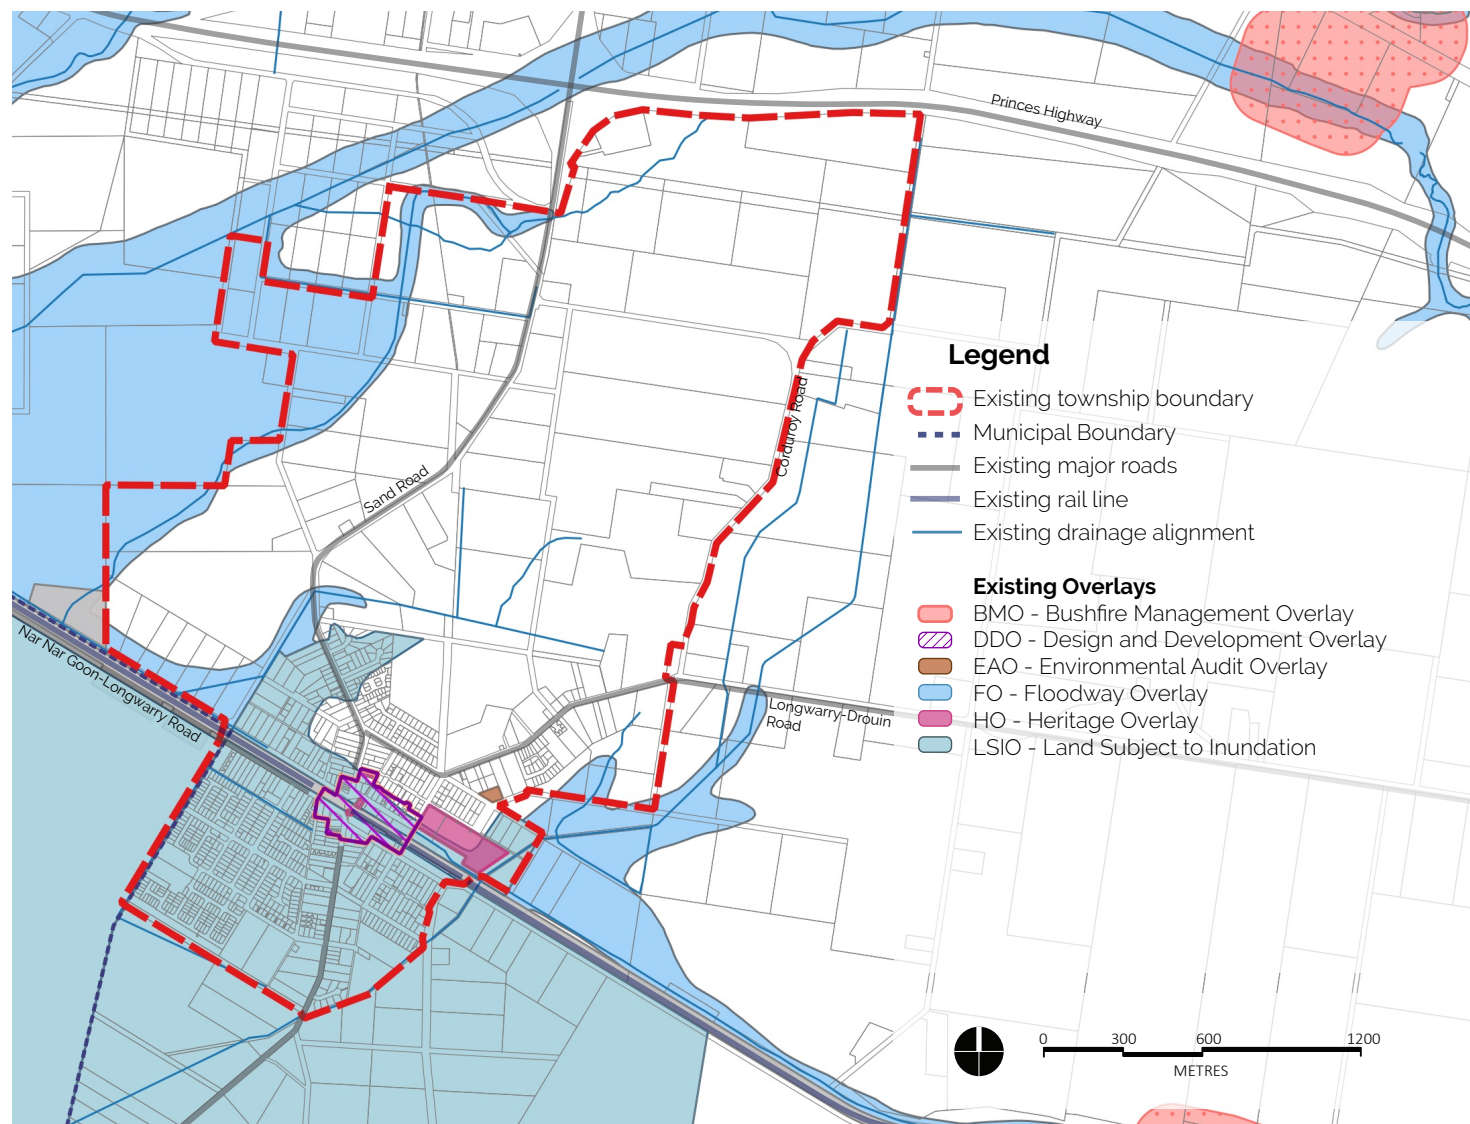 Princes Highway
Corduroy Road
Sand Road
Nar Nar Goon-Longwarry Road
Longwarry-Drouin
Road
Legend
Existing township boundary
Municipal Boundary
Existing major roads
Existing rail line
Existing drainage alignment
Existing Overlays
BMO - Bushfire Management Overlay
DDO - Design and Development Overlay
EAO - Environmental Audit Overlay
FO - Floodway Overlay
HO - Heritage Overlay
LSIO - Land Subject to Inundation
0 300 600 1200
METRES